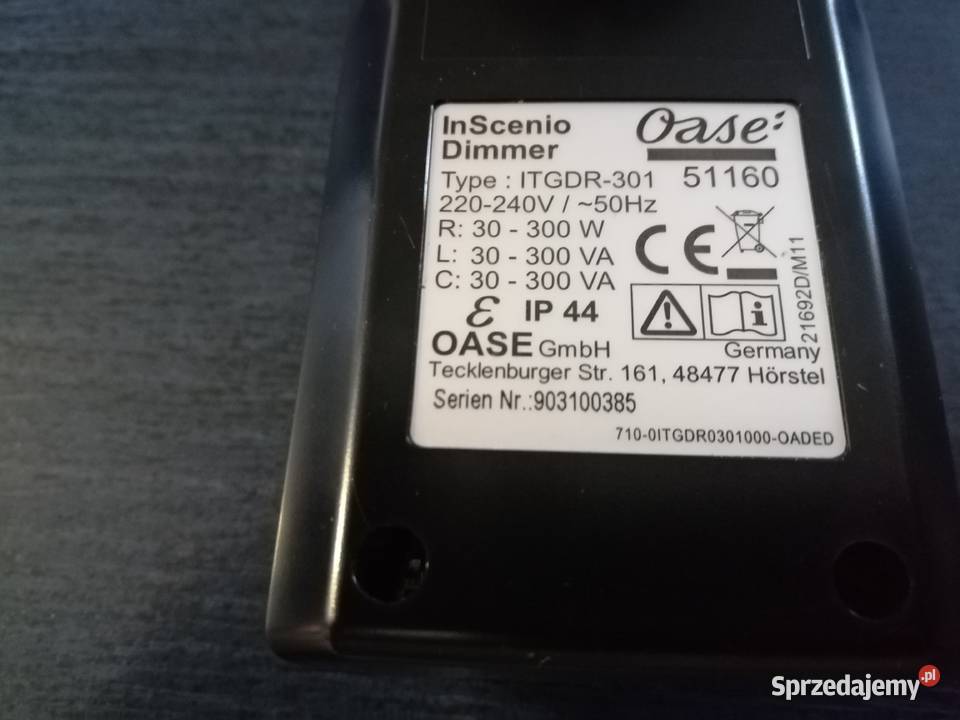 InScenio
Dimmer
Oase
Type : ITGDR-301
51160
220-240V / ~50Hz
R: 30 - 300 W
L: 30 - 300 VA
C: 30 - 300 VA
CE
ε IP 44
21692D/M11
OASE GmbH
Germany
Tecklenburger Str. 161, 48477 Hörstel
Serien Nr.:903100385
710-0ITGDR0301000-OADED
Sprzedajemy.pl